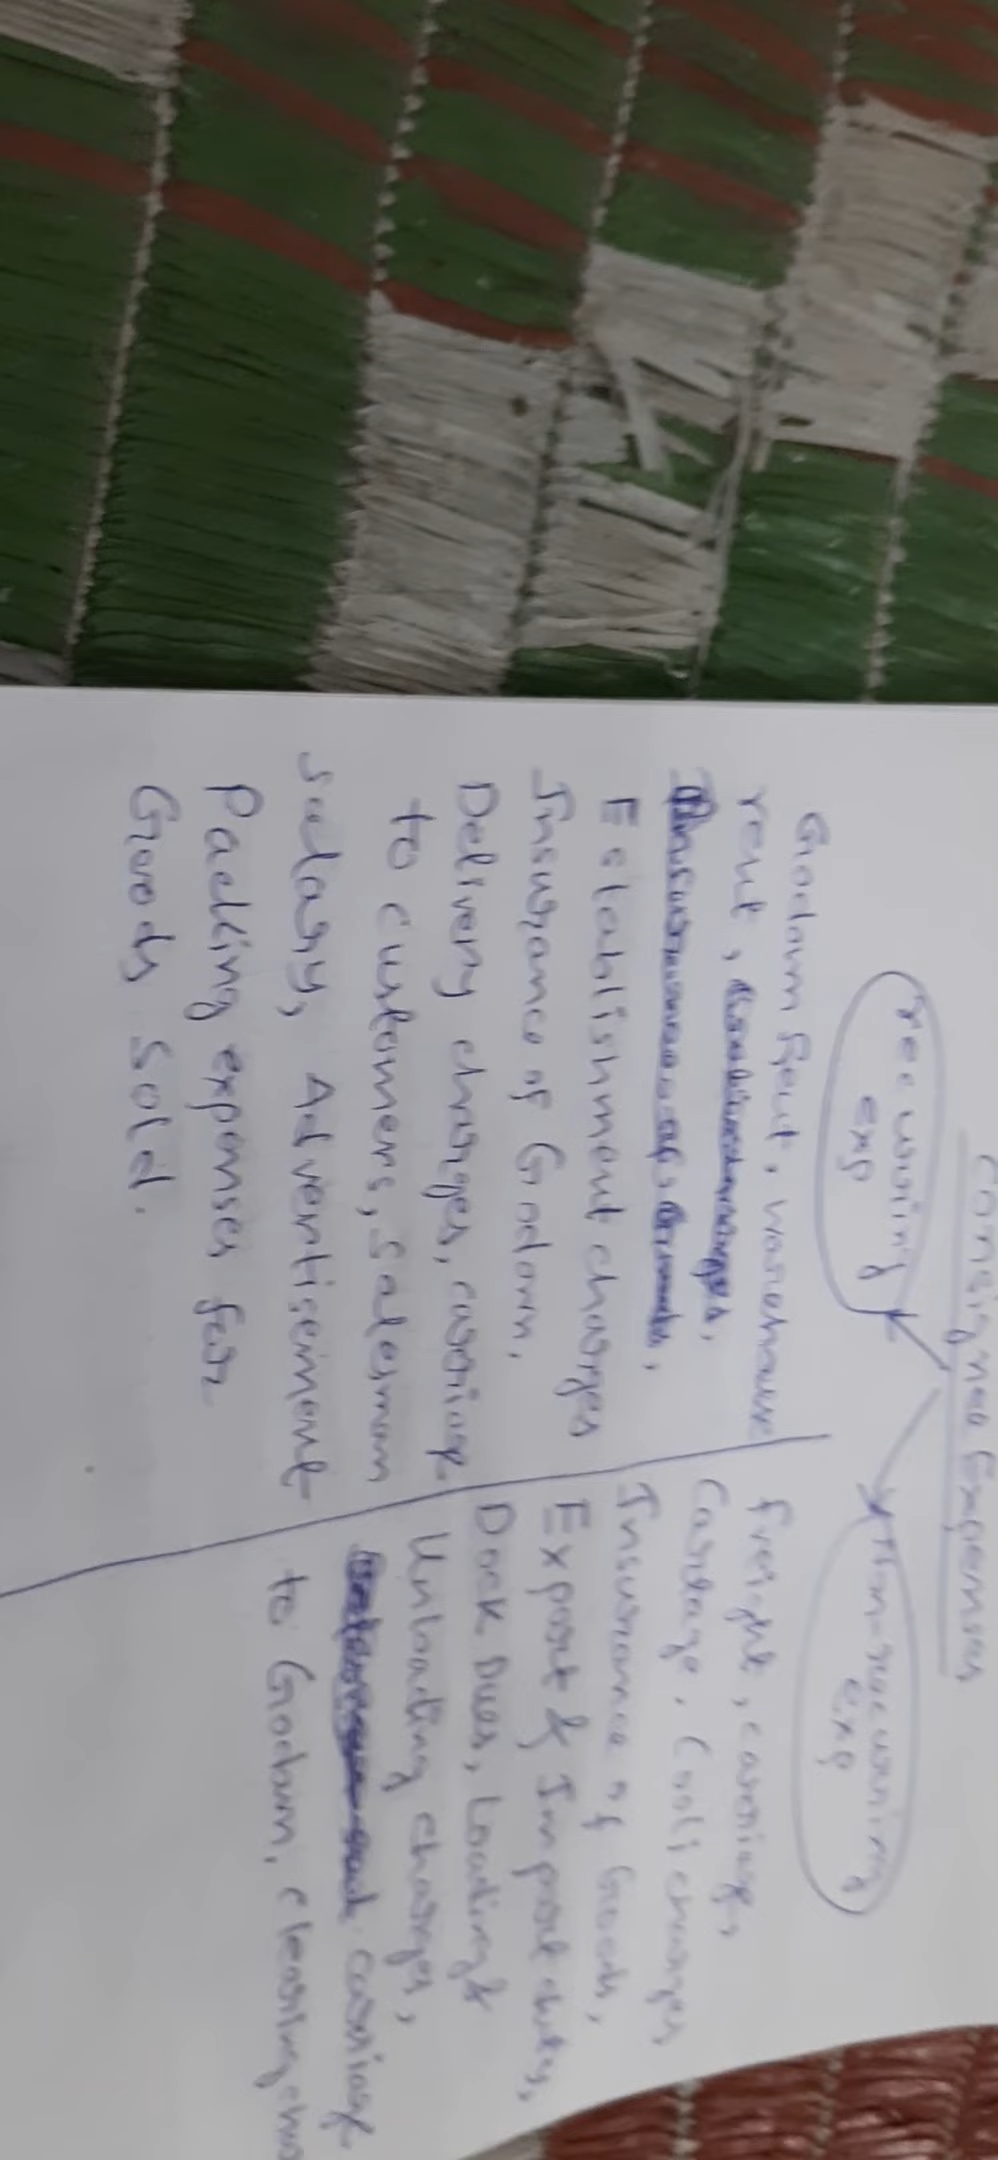 Consignee Expenses
recurring
exp
Non-recurring
exp
Godown Rent, warehouse
rent,
Establishment charges
Insurance of Godown,
Delivery charges, carriage
to customers, salesman
salary, Advertisement
Packing expenses for
Goods Sold.
freight, carriage,
Cartage, Cooli charges
Insurance of Goods,
Export & Import duty,
Dock Dues, Loading &
Unloading charges,
carriage
to Godown, clearing